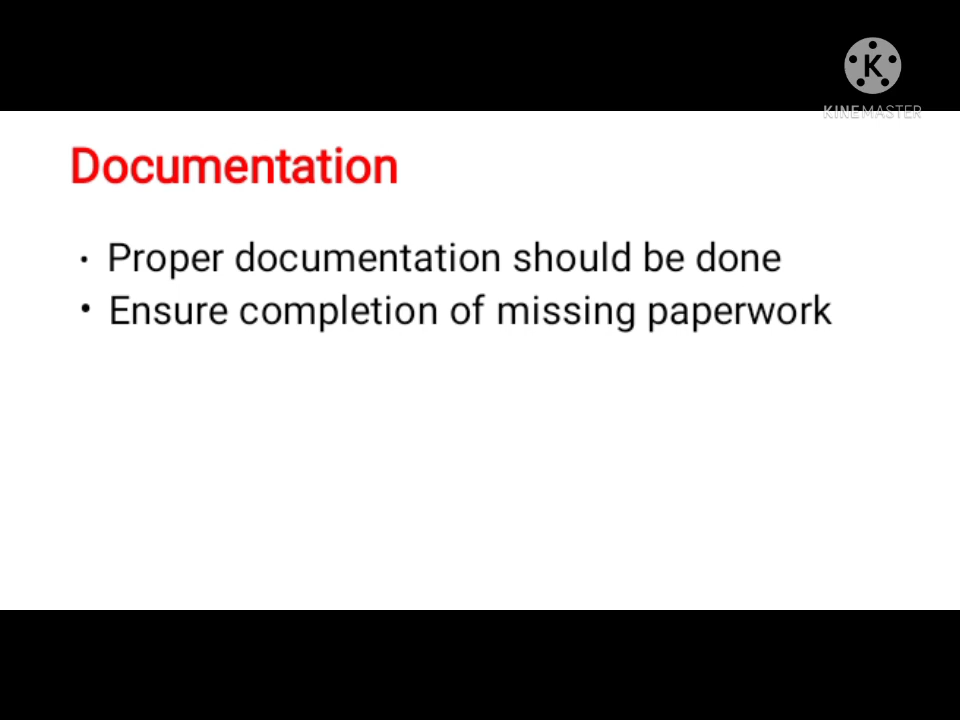 K
KINEMASTER
Documentation
• Proper documentation should be done
• Ensure completion of missing paperwork